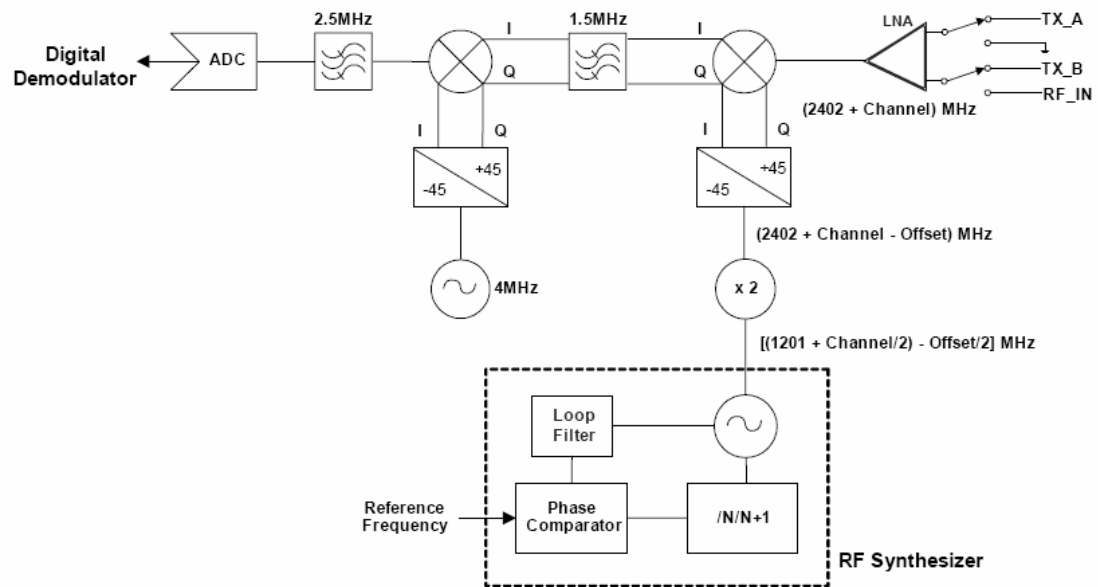 2.5MHz
1.5MHz
LNA
TX_A
Digital
Demodulator
ADC
I
I
Q
Q
TX_B
RF_IN
(2402 + Channel) MHz
I
Q
I
Q
+45
-45
+45
-45
(2402 + Channel - Offset) MHz
4MHz
x 2
[(1201 + Channel/2) - Offset/2] MHz
Loop
Filter
Reference
Frequency
Phase
Comparator
/N/N+1
RF Synthesizer